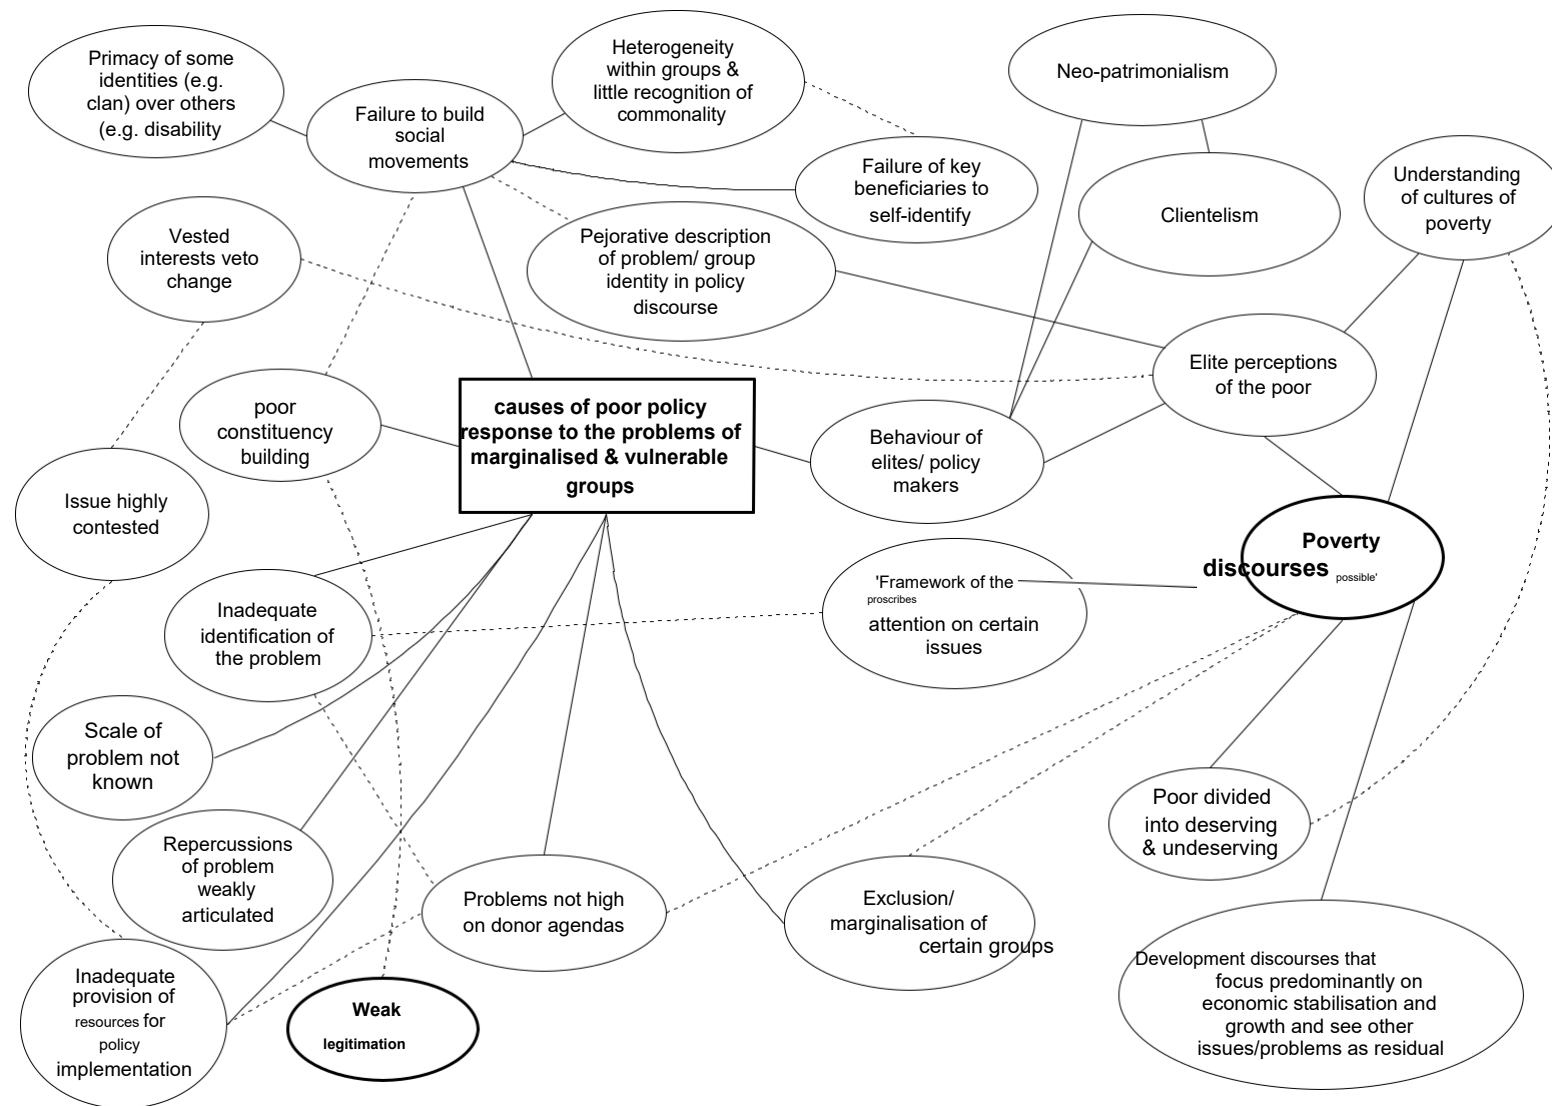 Primacy of some
identities (e.g.
clan) over others
(e.g. disability
Failure to build
social
movements
Heterogeneity
within groups &
little recognition of
commonality
Neo-patrimonialism
Failure of key
beneficiaries to
self-identify
Clientelism
Understanding
of cultures of
poverty
Vested
interests veto
change
Pejorative description
of problem/ group
identity in policy
discourse
Elite perceptions
of the poor
poor
constituency
building
causes of poor policy
response to the problems of
marginalised & vulnerable
groups
Behaviour of
elites/ policy
makers
Issue highly
contested
Inadequate
identification of
the problem
'Framework of the
proscribes
attention on certain
issues
Poverty
discourses possible'
Scale of
problem not
known
Poor divided
into deserving
& undeserving
Repercussions
of problem
weakly
articulated
Problems not high
on donor agendas
Exclusion/
marginalisation of
certain groups
Development discourses that
focus predominantly on
economic stabilisation and
growth and see other
issues/problems as residual
Inadequate
provision of
resources for
policy
implementation
Weak
legitimation